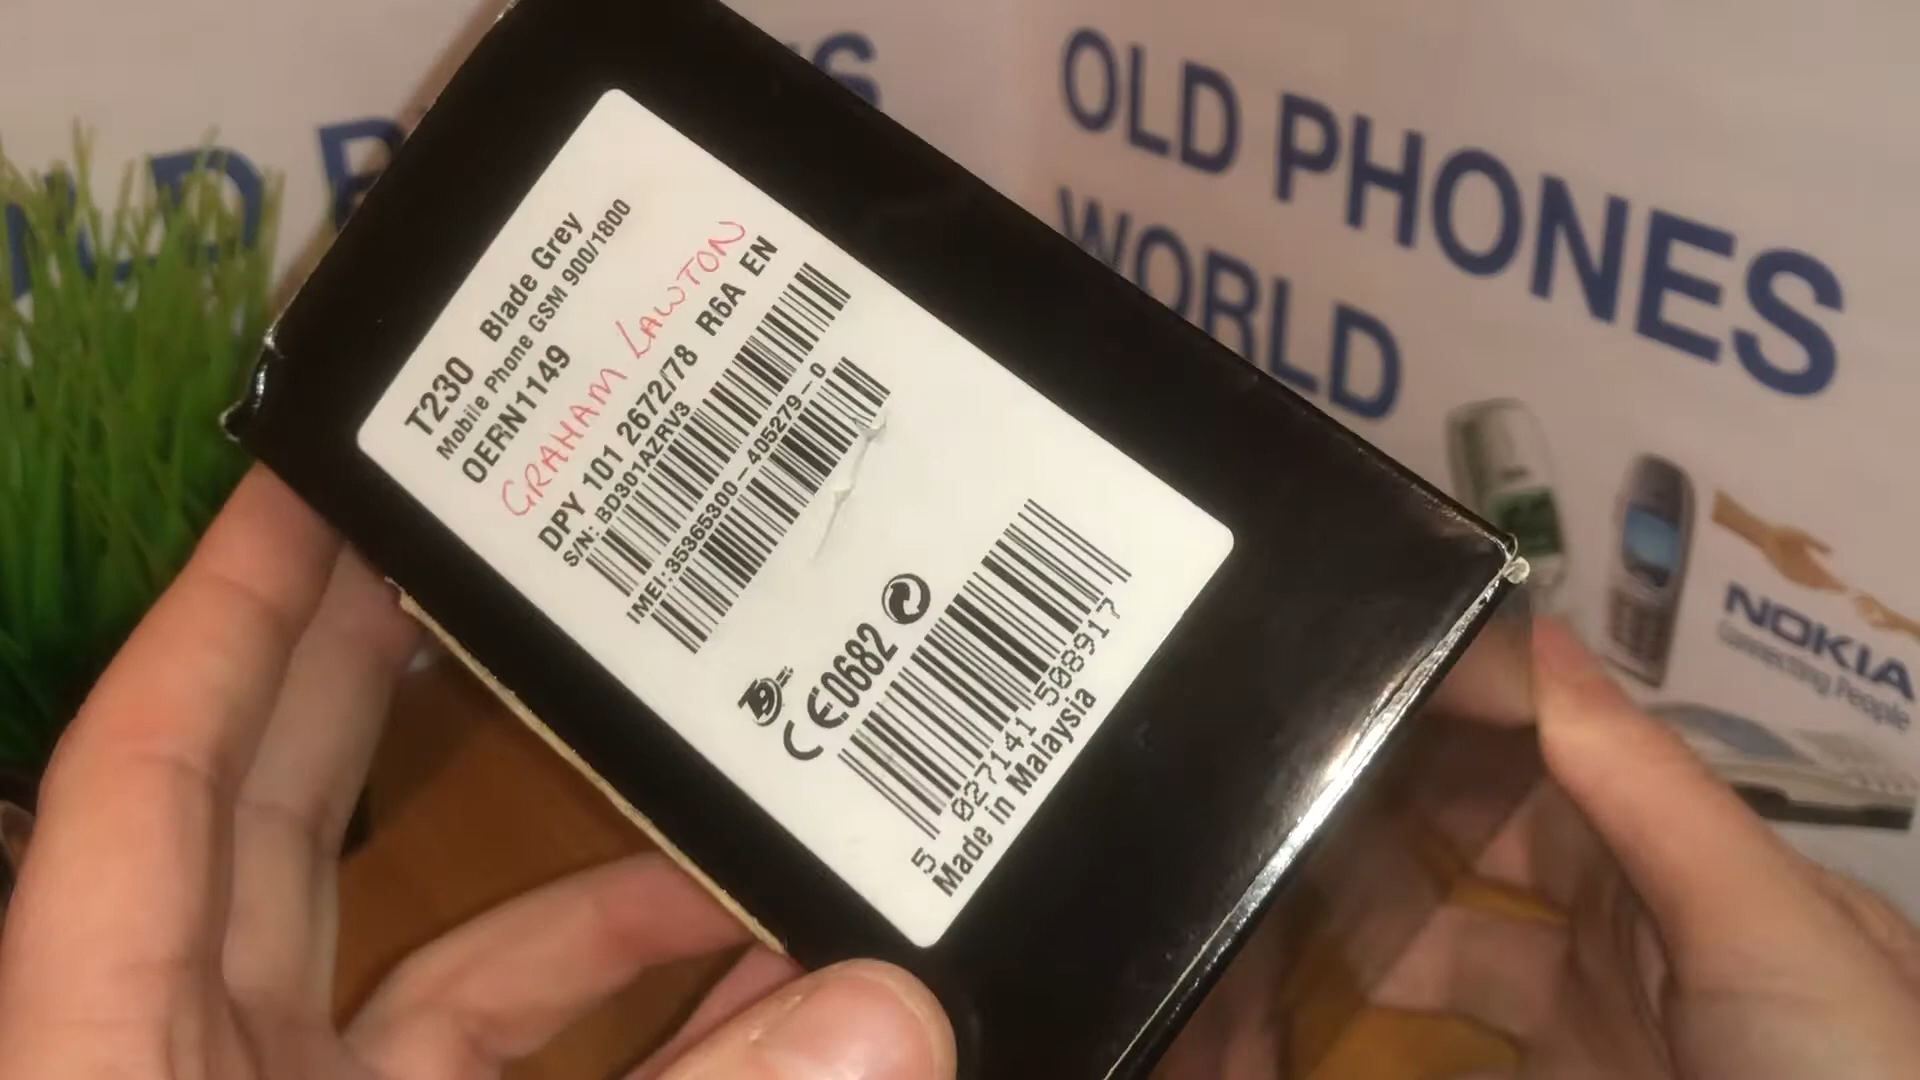 T230 Blade Grey
Mobile Phone GSM 900/1800
OERN1149
GRAHAM LAWTON
DPY 101 2672/78 R6A EN
S/N: BD301AZRV3
IMEI:35365300-405279-0
T9
CE0682
5 027141 508917
Made in Malaysia
OLD PHONES
WORLD
NOKIA
Connecting People